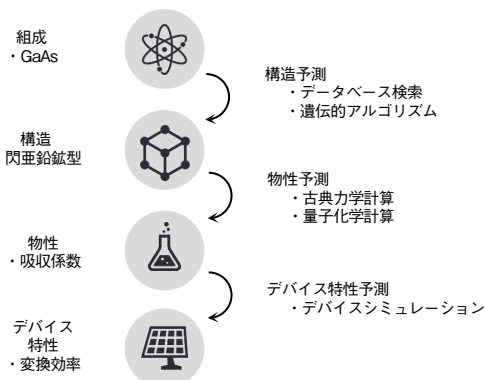 組成
・GaAs
構造予測
・データベース検索
・遺伝的アルゴリズム
構造
閃亜鉛鉱型
物性予測
・古典力学計算
・量子化学計算
物性
・吸収係数
デバイス特性予測
・デバイスシミュレーション
デバイス
特性
・変換効率